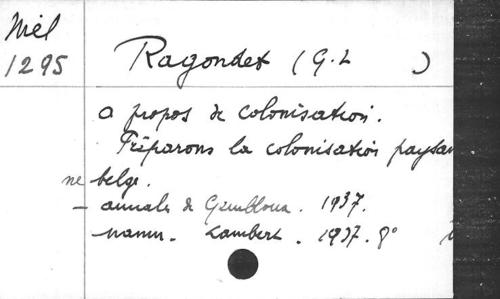 Mél
1295
Ragondet (G. L )
a propos de colonisation.
Préparons la colonisation paysan
ne belge.
— annales de Gembloux. 1937.
namur. Lambert. 1937. 8°